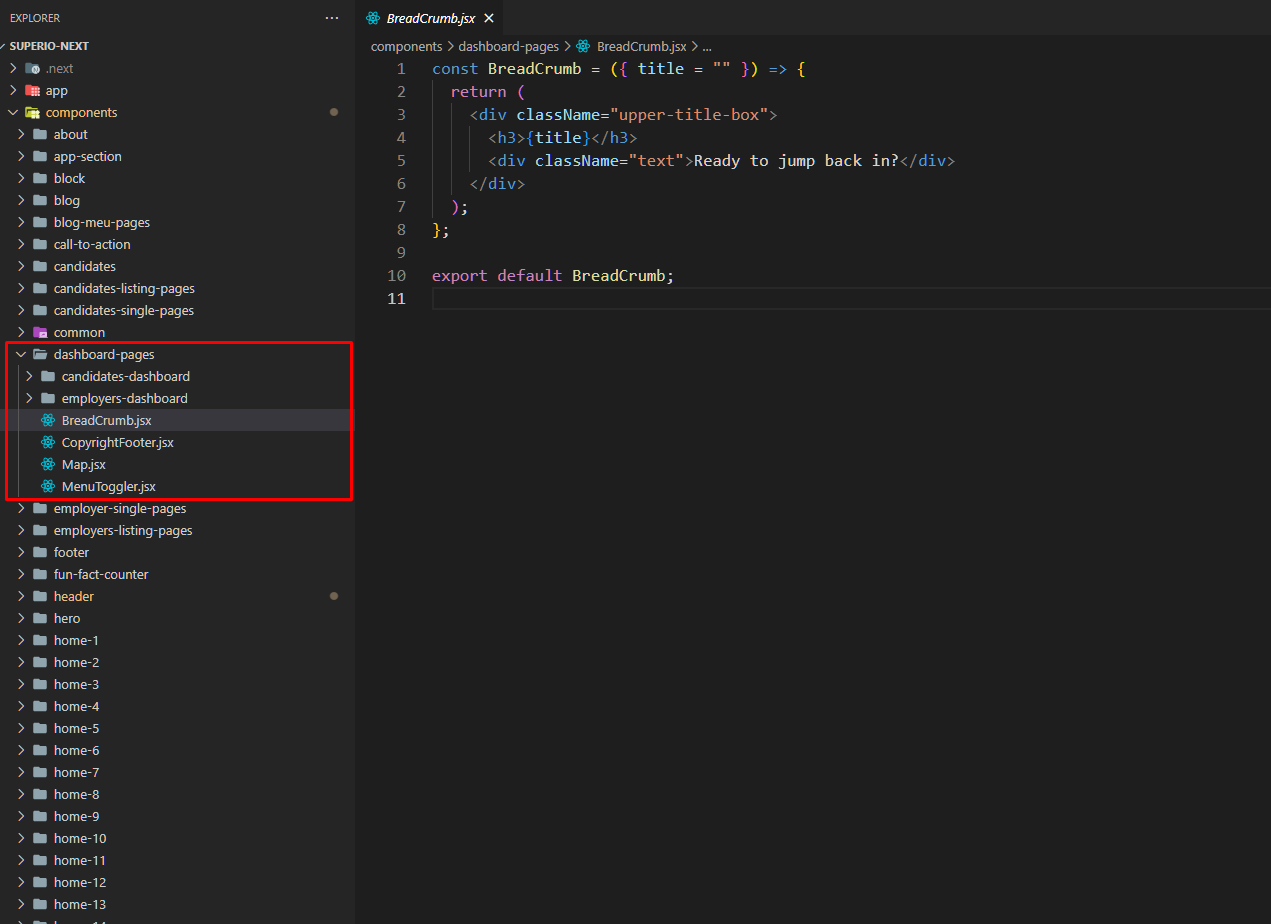 EXPLORER
SUPERIO-NEXT
.next
app
components
about
app-section
block
blog
blog-meu-pages
call-to-action
candidates
candidates-listing-pages
candidates-single-pages
common
dashboard-pages
candidates-dashboard
employers-dashboard
BreadCrumb.jsx
CopyrightFooter.jsx
Map.jsx
MenuToggler.jsx
employer-single-pages
employers-listing-pages
footer
fun-fact-counter
header
hero
home-1
home-2
home-3
home-4
home-5
home-6
home-7
home-8
home-9
home-10
home-11
home-12
home-13
BreadCrumb.jsx
components > dashboard-pages > BreadCrumb.jsx > ...
1 const BreadCrumb = ({ title = "" }) => {
2 return (
3 <div className="upper-title-box">
4 <h3>{title}</h3>
5 <div className="text">Ready to jump back in?</div>
6 </div>
7 );
8 };
9
10 export default BreadCrumb;
11